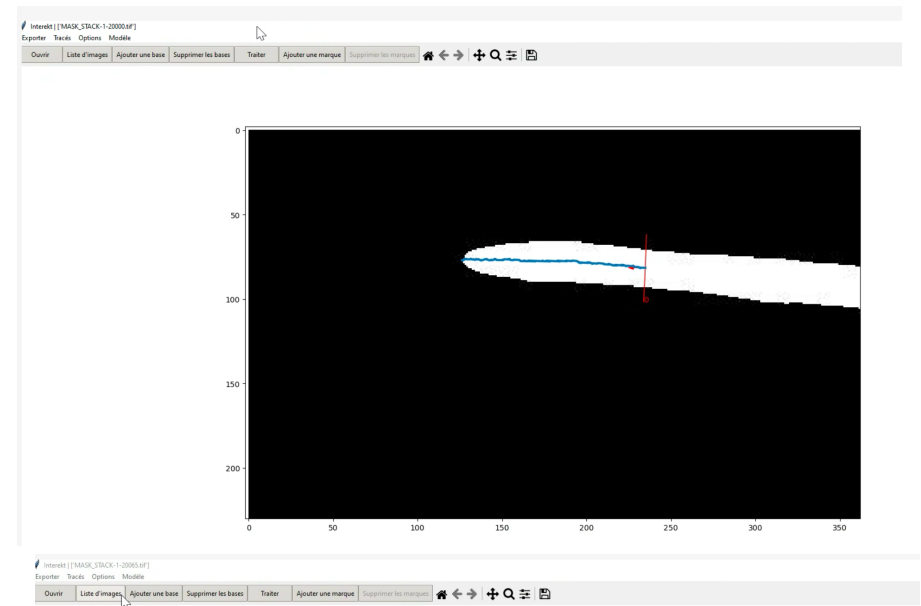 Interekt | ['MASK_STACK-1-20000.tif']
Exporter Tracés Options Modèle
Ouvrir Liste d'images Ajouter une base Supprimer les bases Traiter Ajouter une marque Supprimer les marques
0
50
100
150
200
0
0 50 100 150 200 250 300 350
Interekt | ['MASK_STACK-1-20065.tif']
Exporter Tracés Options Modèle
Ouvrir Liste d'images Ajouter une base Supprimer les bases Traiter Ajouter une marque Supprimer les marques